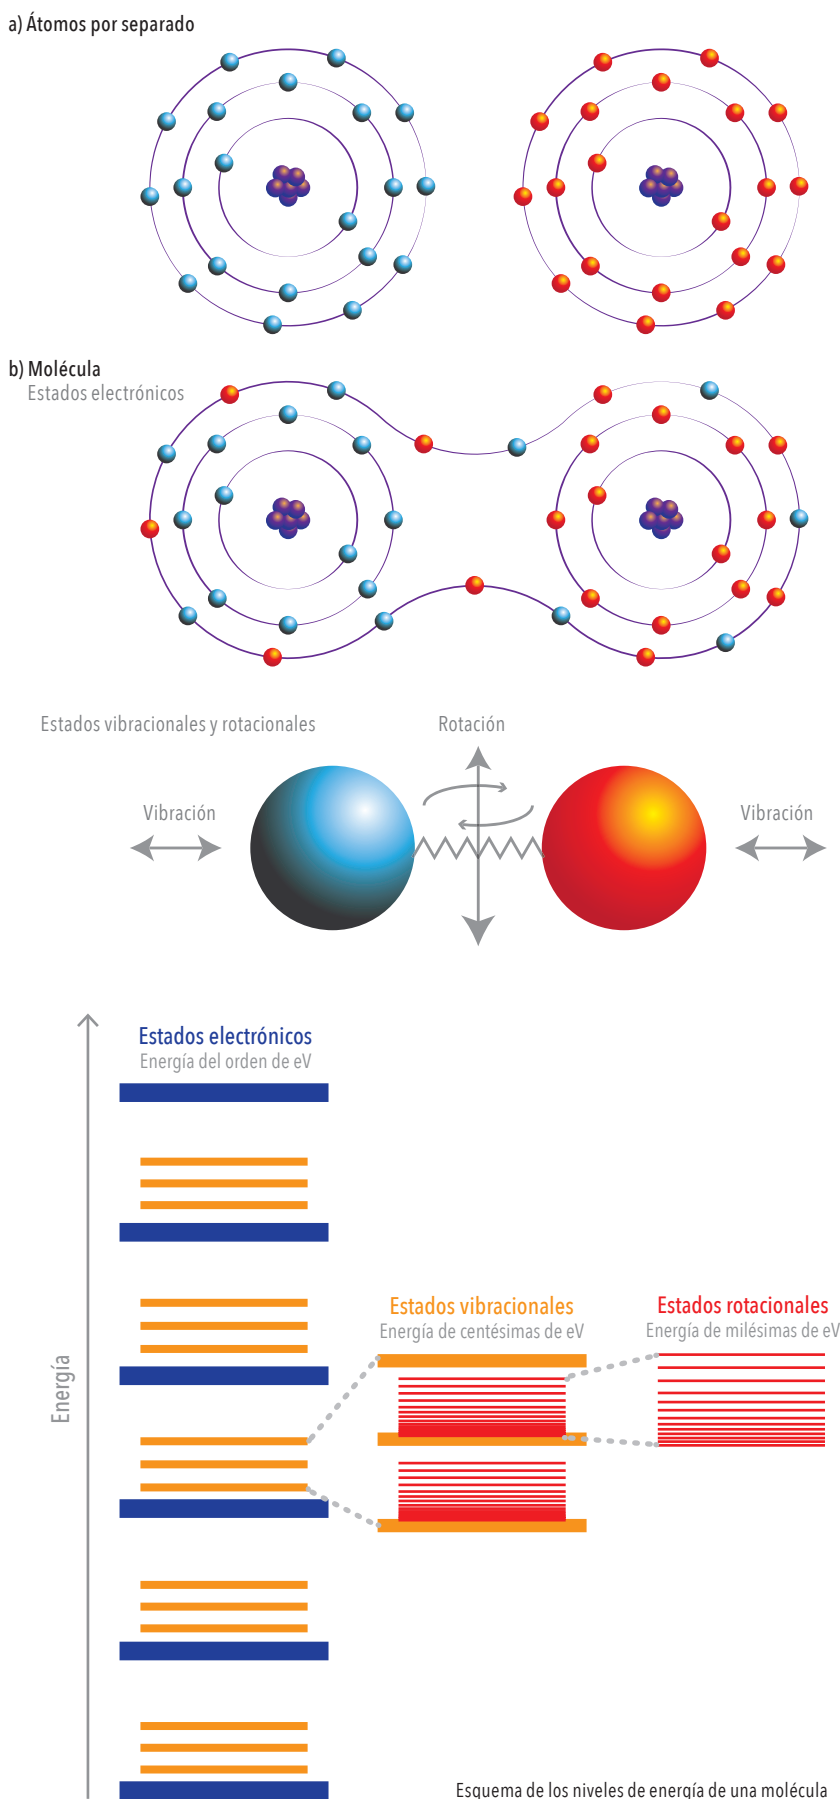 a) Átomos por separado
b) Molécula
Estados electrónicos
Estados vibracionales y rotacionales
Rotación
Vibración
Vibración
Estados electrónicos
Energía del orden de eV
Estados vibracionales
Energía de centésimas de eV
Estados rotacionales
Energía de milésimas de eV
Energía
Esquema de los niveles de energía de una molécula